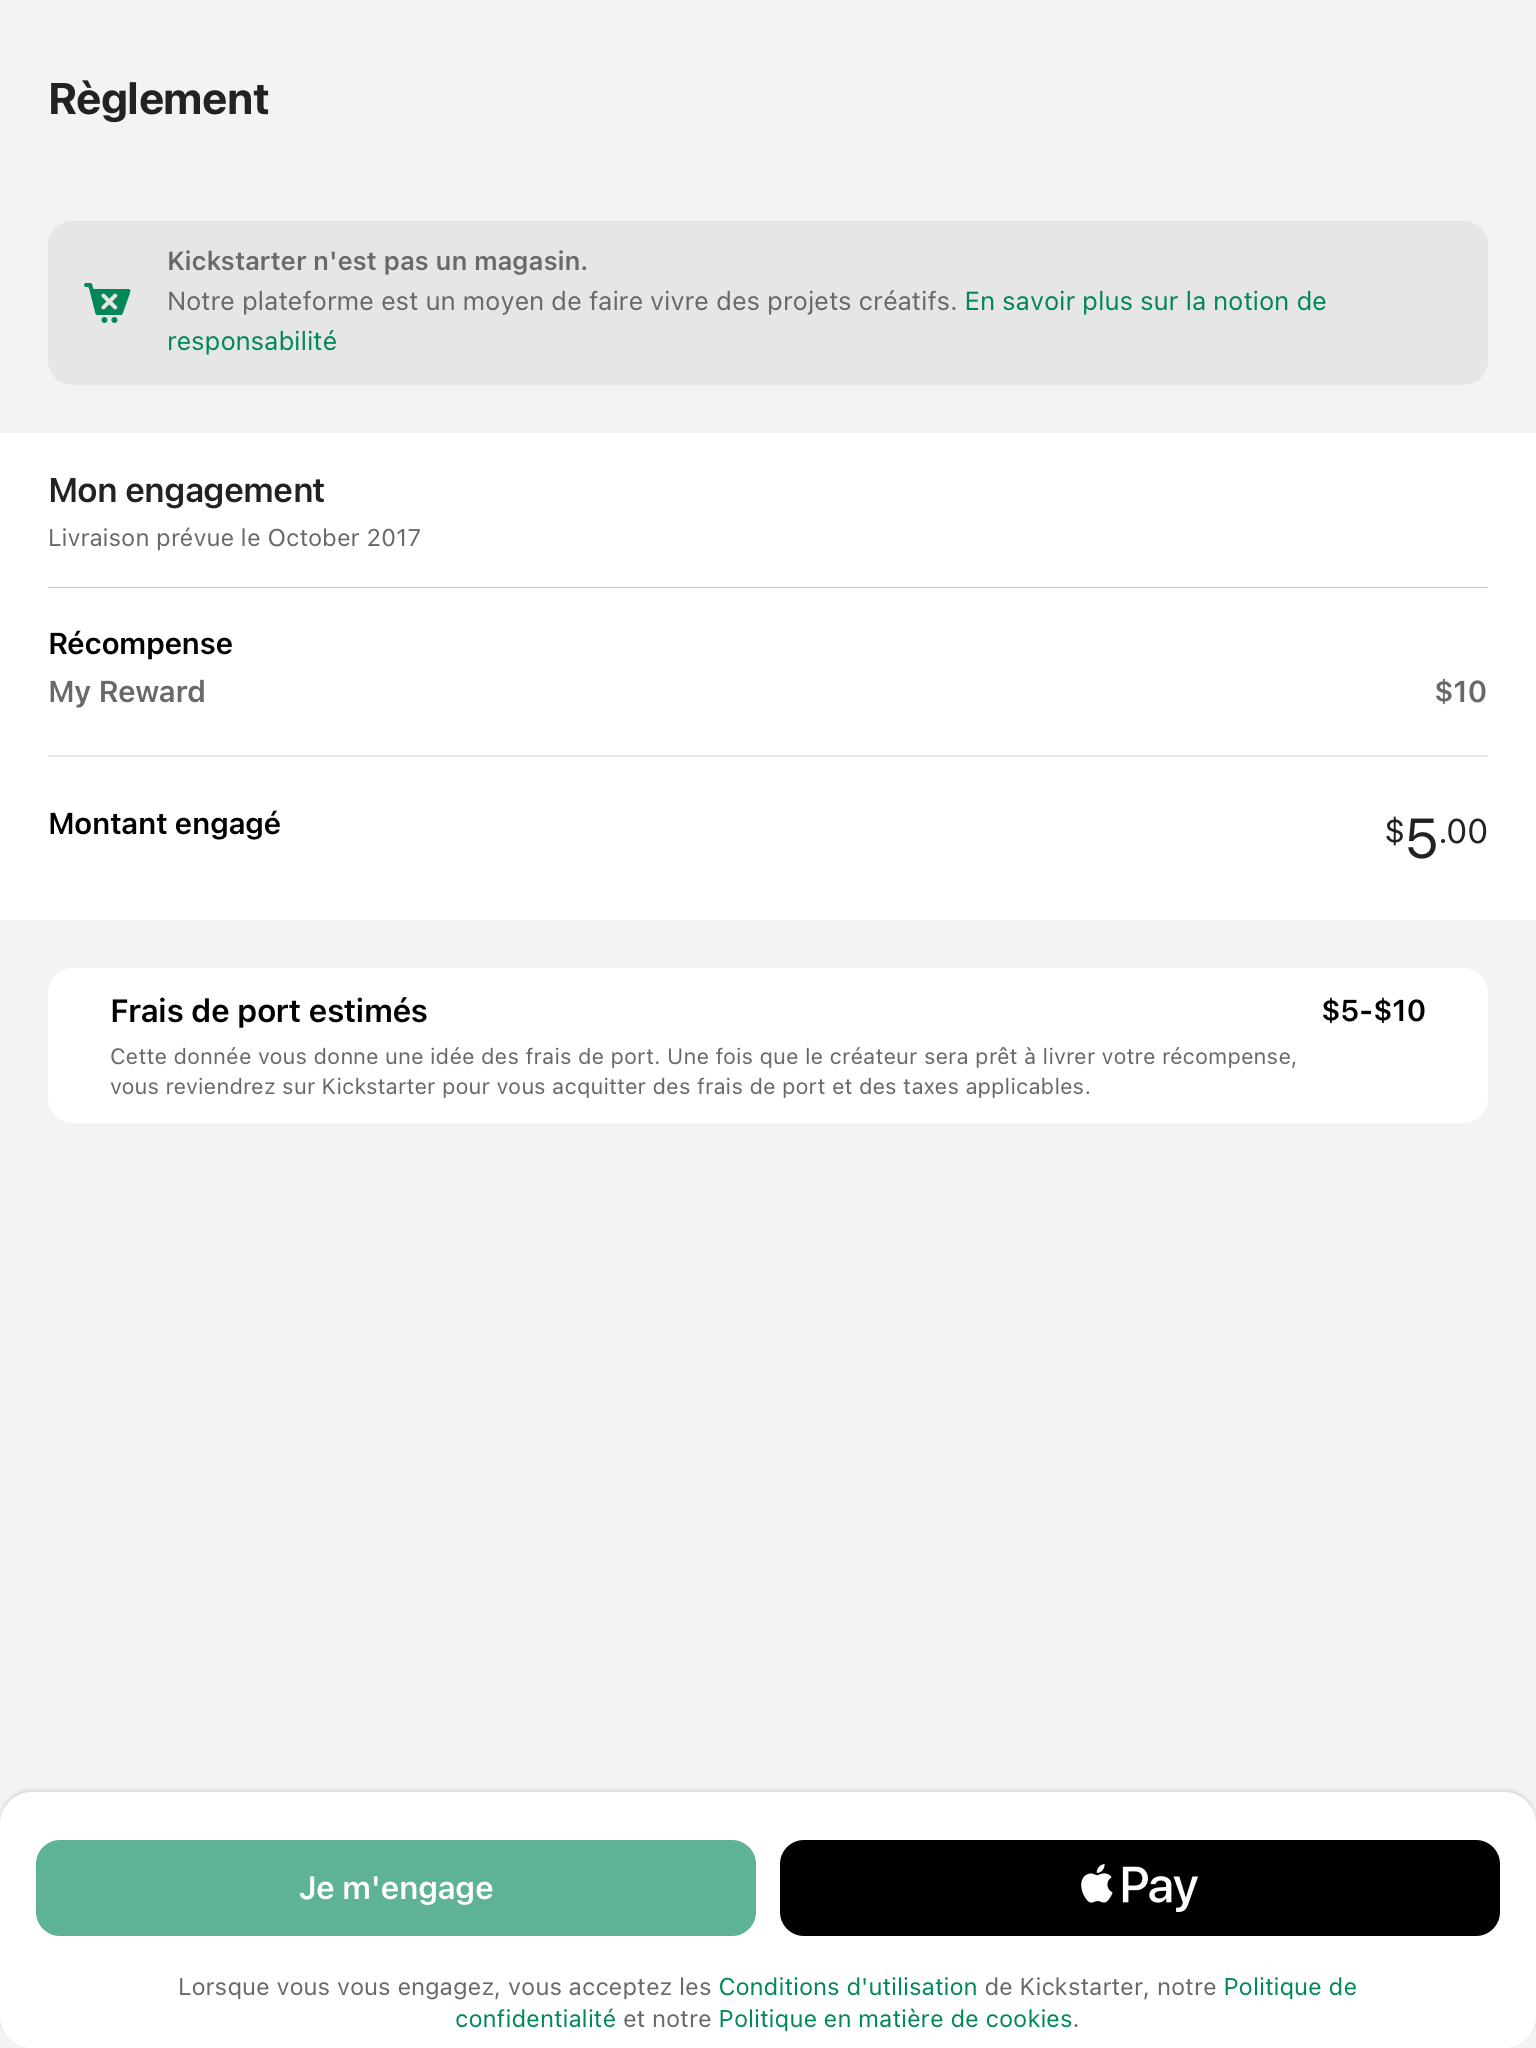 Règlement
Kickstarter n'est pas un magasin.
Notre plateforme est un moyen de faire vivre des projets créatifs. En savoir plus sur la notion de
responsabilité
Mon engagement
Livraison prévue le October 2017
Récompense
My Reward $10
Montant engagé $5.00
Frais de port estimés $5-$10
Cette donnée vous donne une idée des frais de port. Une fois que le créateur sera prêt à livrer votre récompense,
vous reviendrez sur Kickstarter pour vous acquitter des frais de port et des taxes applicables.
Je m'engage Pay
Lorsque vous vous engagez, vous acceptez les Conditions d'utilisation de Kickstarter, notre Politique de
confidentialité et notre Politique en matière de cookies.